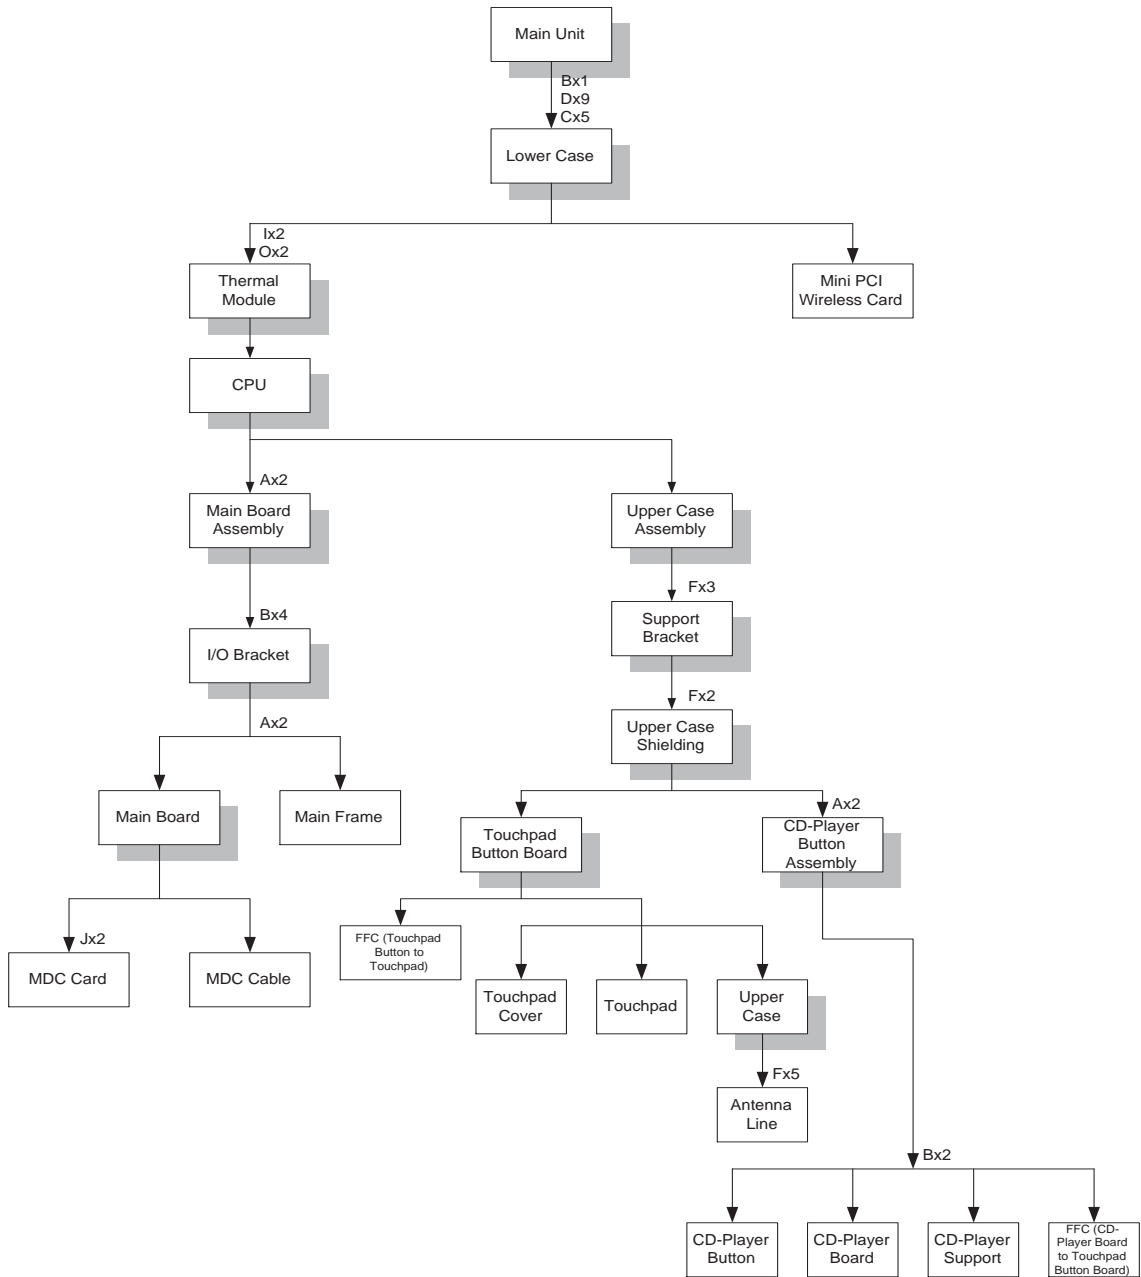 Main Unit
Bx1
Dx9
Cx5
Lower Case
Ix2
Ox2
Thermal
Module
Mini PCI
Wireless Card
CPU
Ax2
Main Board
Assembly
Upper Case
Assembly
Fx3
Bx4
Support
Bracket
I/O Bracket
Fx2
Ax2
Upper Case
Shielding
Main Board
Main Frame
Ax2
Touchpad
Button Board
CD-Player
Button
Assembly
Jx2
MDC Card
MDC Cable
FFC (Touchpad
Button to
Touchpad)
Touchpad
Cover
Touchpad
Upper
Case
Fx5
Antenna
Line
Bx2
CD-Player
Button
CD-Player
Board
CD-Player
Support
FFC (CD-
Player Board
to Touchpad
Button Board)